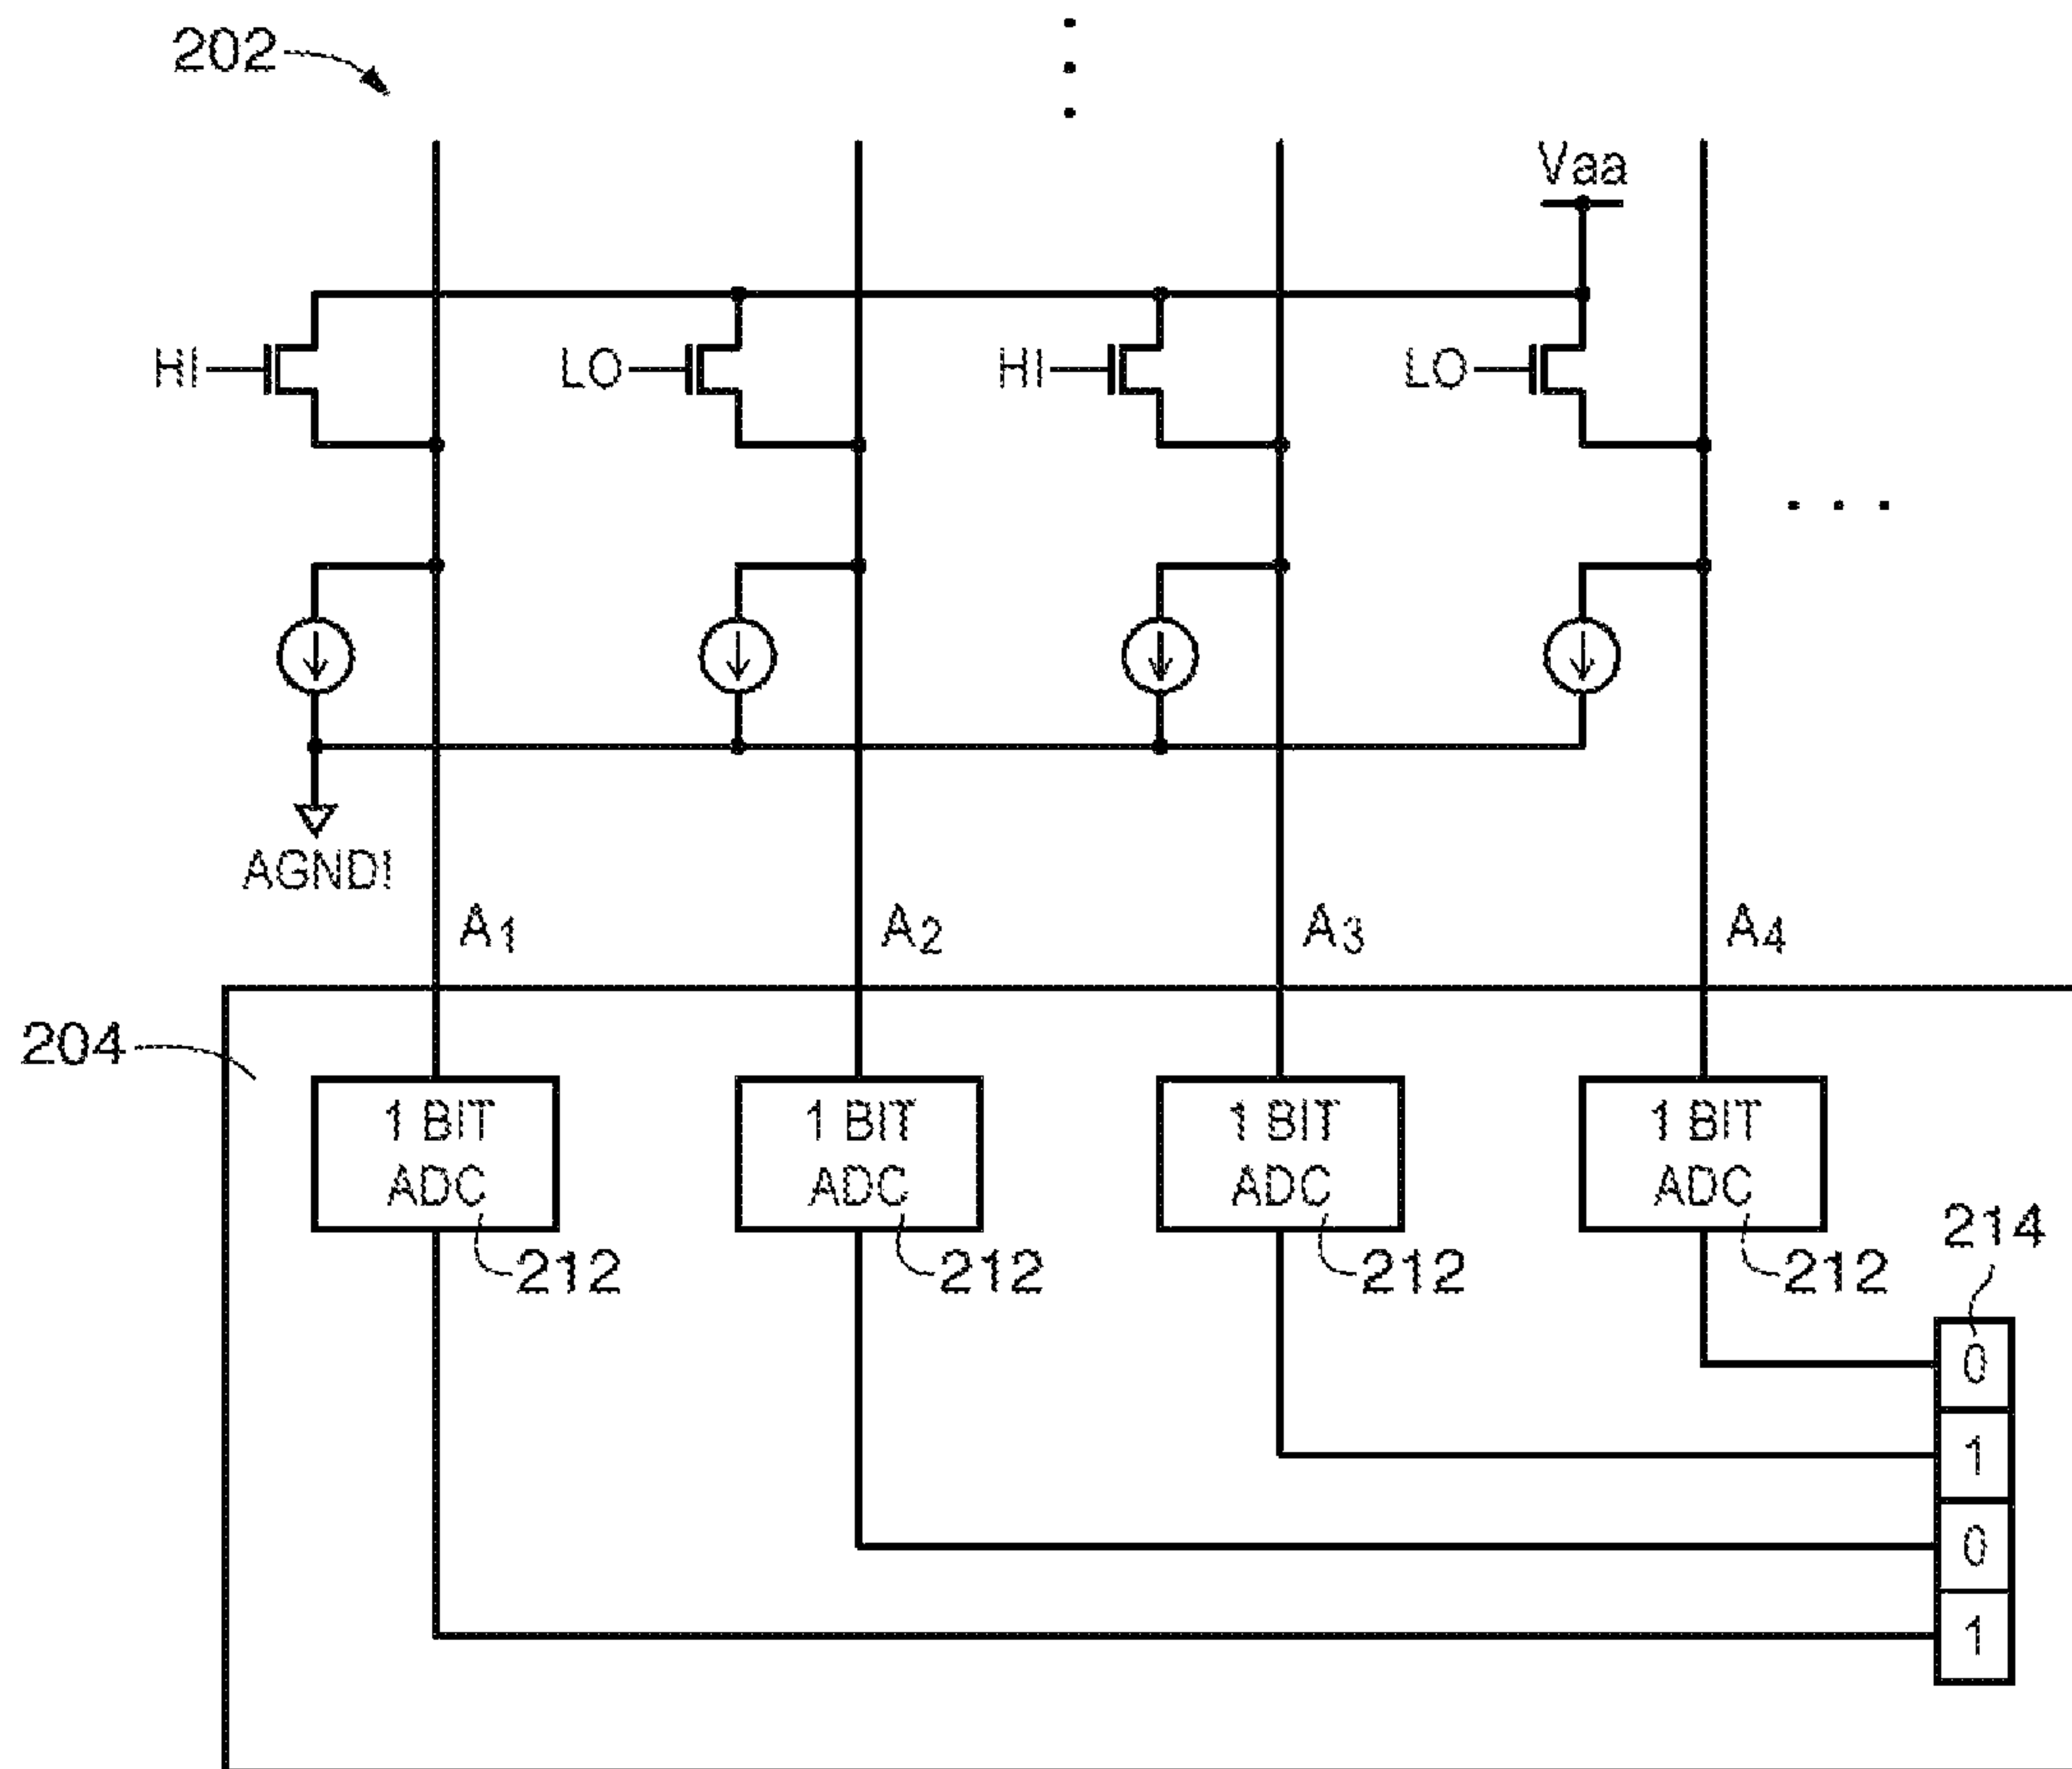 202
Vaa
HI
LO
HI
LO
AGNDI
A1
A2
A3
A4
204
1 BIT
ADC
1 BIT
ADC
1 BIT
ADC
1 BIT
ADC
212
212
212
212
214
0
1
0
1